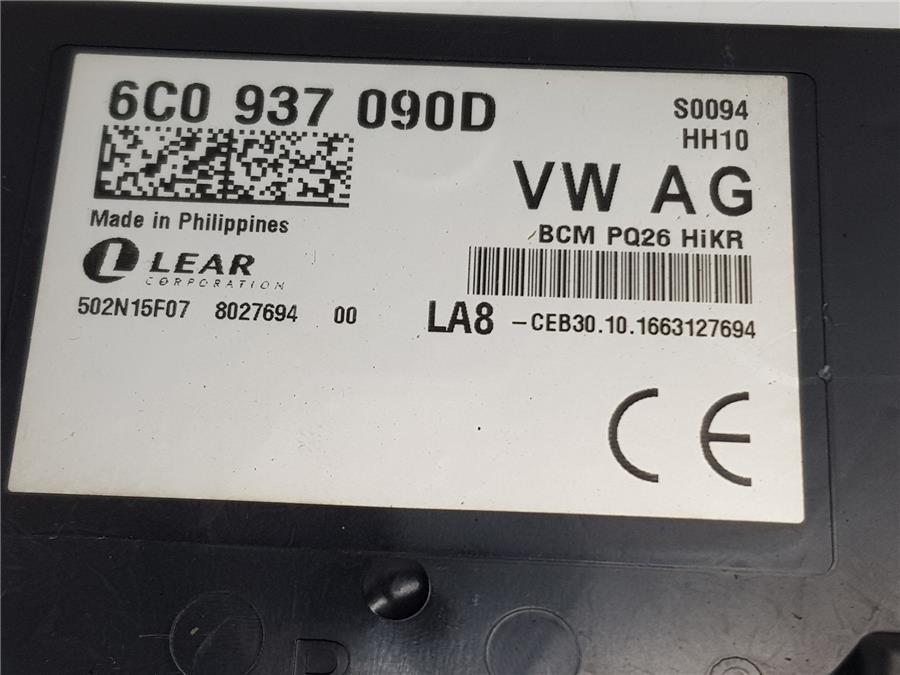 6C0 937 090D
S0094
HH10
VW AG
BCM PQ26 HiKR
Made in Philippines
LEAR
CORPORATION
502N15F07 8027694 00
LA8 -CEB30.10.1663127694
CE